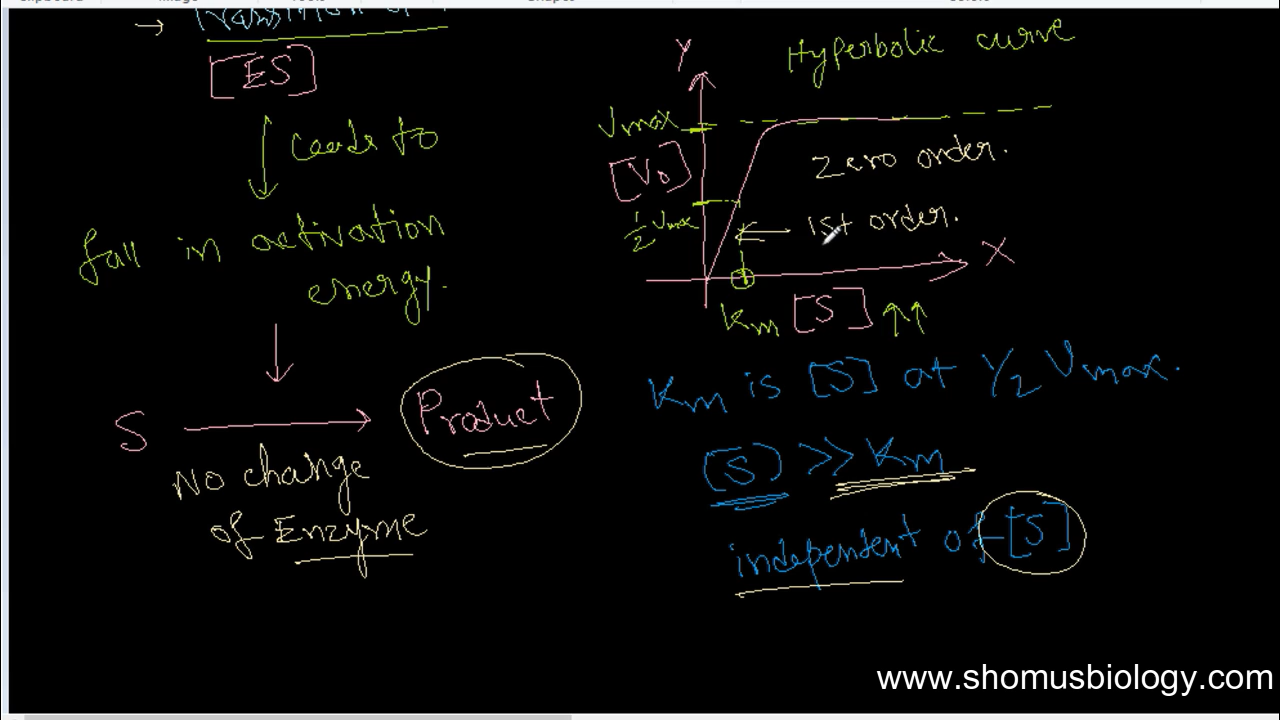 →
[ES]
Leads to
fall in activation
energy.
S → Product
No change
of Enzyme
Y
Hyperbolic curve
Vmax
[V0]
Zero order.
1/2 Vmax
← 1st order.
X
Km [S] ↑↑
Km is [S] at 1/2 Vmax.
[S] >> Km
independent of [S]
www.shomusbiology.com